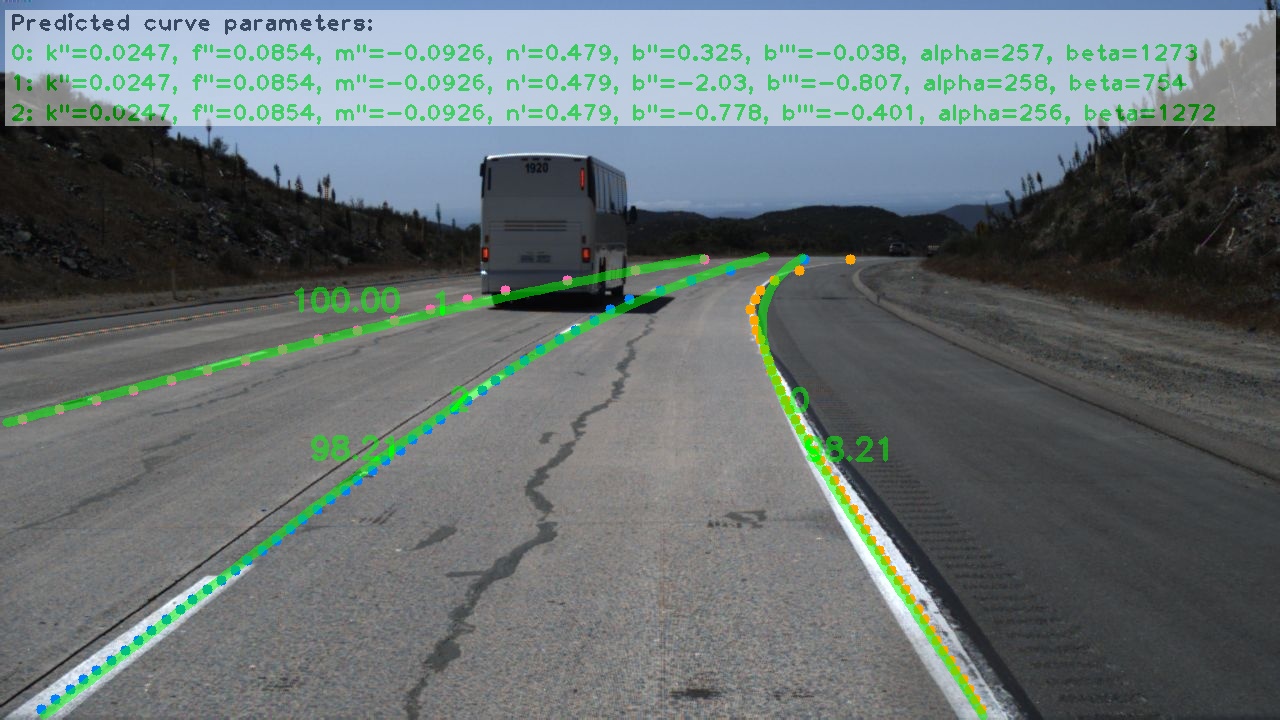 Predicted curve parameters:
0: k''=0.0247, f''=0.0854, m''=-0.0926, n'=0.479, b''=0.325, b'''=-0.038, alpha=257, beta=1273
1: k''=0.0247, f''=0.0854, m''=-0.0926, n'=0.479, b''=-2.03, b'''=-0.807, alpha=258, beta=754
2: k''=0.0247, f''=0.0854, m''=-0.0926, n'=0.479, b''=-0.778, b'''=-0.401, alpha=256, beta=1272
1920
100.00 1
0
98.21
98.21